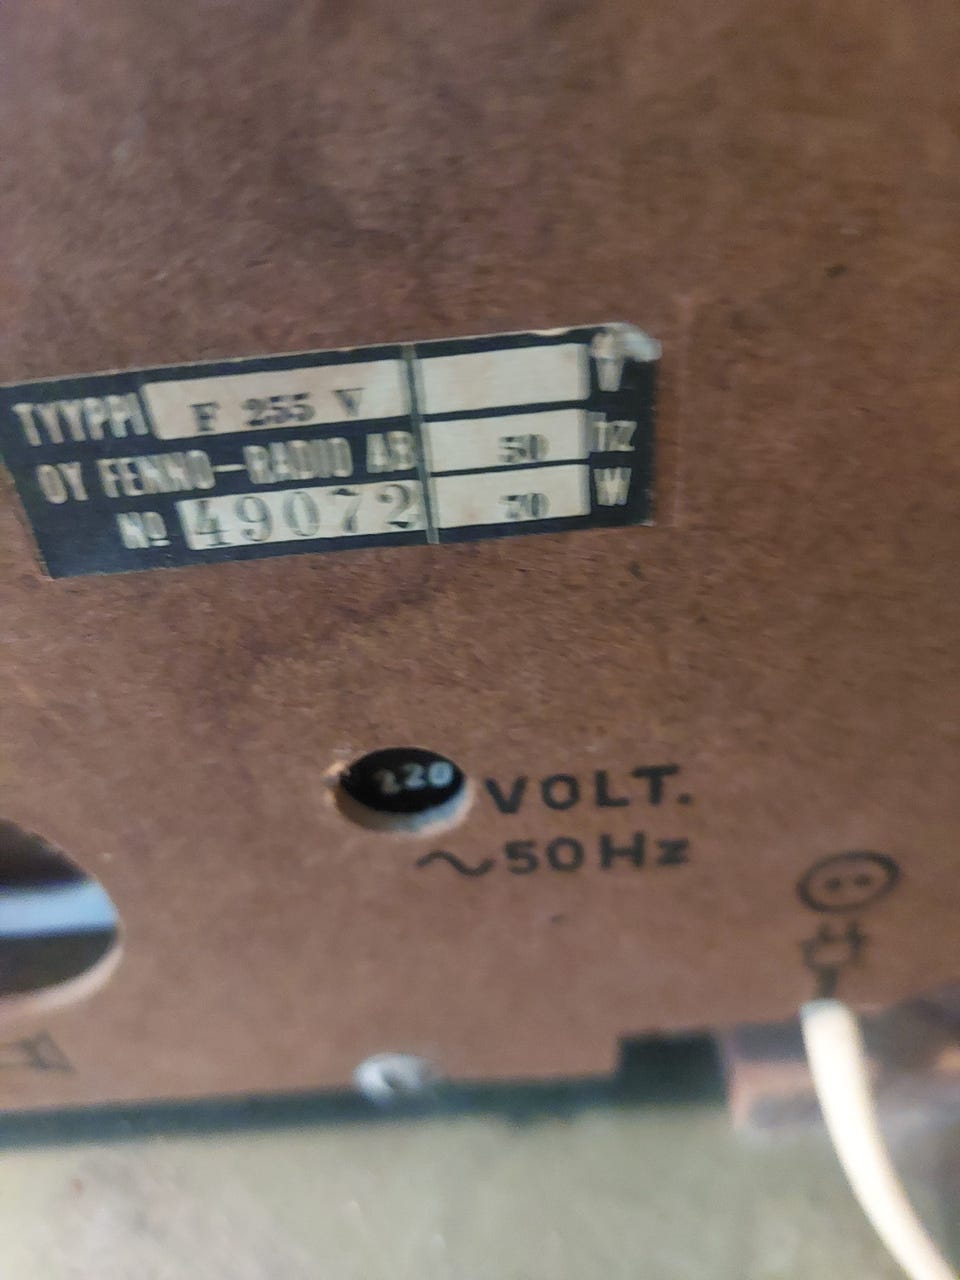 TYYPPI F 255 V V
OY FENNO-RADIO AB 50 HZ
No 49072 70 W
220 VOLT.
~50Hz